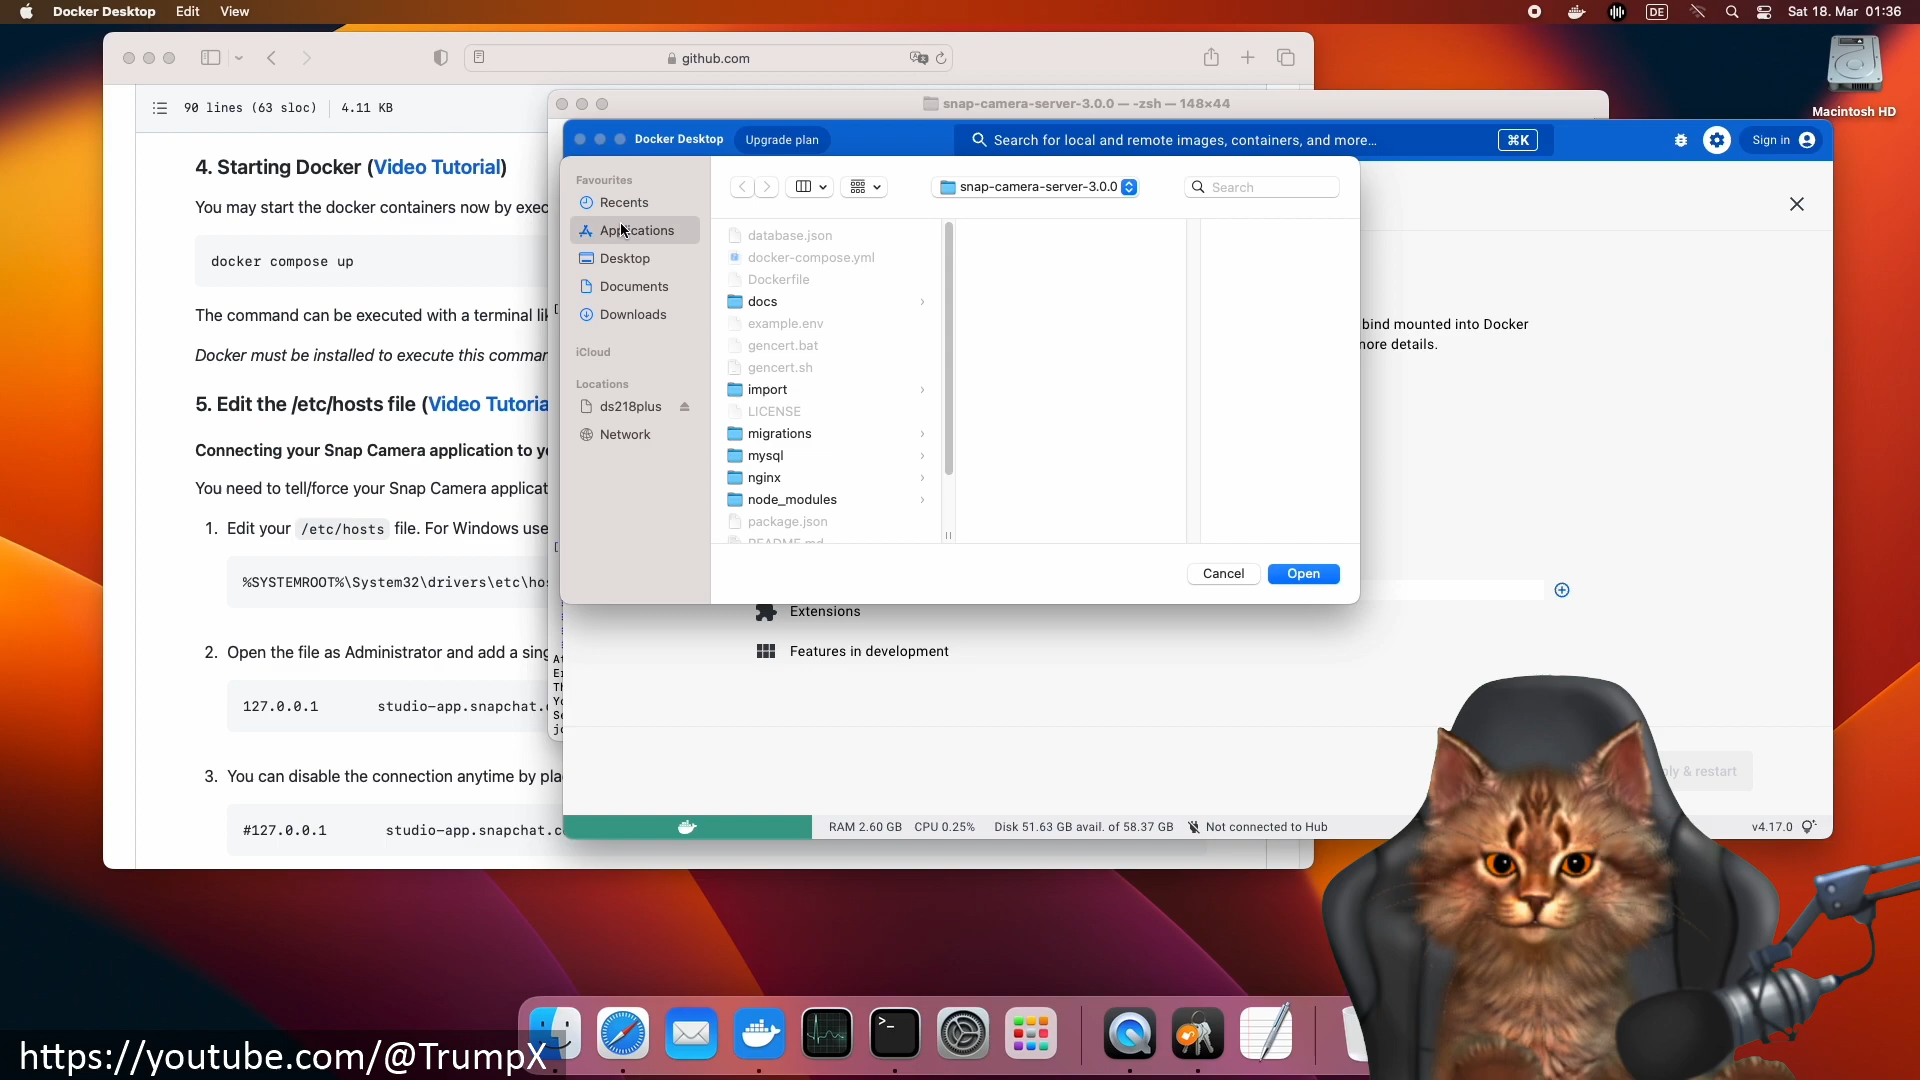 Docker Desktop Edit View
DE Sat 18. Mar 01:36
github.com
Macintosh HD
90 lines (63 sloc) 4.11 KB
4. Starting Docker (Video Tutorial)
You may start the docker containers now by exec
docker compose up
The command can be executed with a terminal lik
Docker must be installed to execute this comman
5. Edit the /etc/hosts file (Video Tutoria
Connecting your Snap Camera application to yo
You need to tell/force your Snap Camera applicat
1. Edit your /etc/hosts file. For Windows use
%SYSTEMROOT%\System32\drivers\etc\hos
2. Open the file as Administrator and add a sing
127.0.0.1 studio-app.snapchat.
3. You can disable the connection anytime by pla
#127.0.0.1 studio-app.snapchat.c
snap-camera-server-3.0.0 — -zsh — 148×44
Docker Desktop Upgrade plan
Search for local and remote images, containers, and more... ⌘K
Sign in
Favourites
Recents
Applications
Desktop
Documents
Downloads
iCloud
Locations
ds218plus
Network
snap-camera-server-3.0.0
Search
database.json
docker-compose.yml
Dockerfile
docs
example.env
gencert.bat
gencert.sh
import
LICENSE
migrations
mysql
nginx
node_modules
package.json
README.md
Cancel Open
bind mounted into Docker
more details.
Extensions
Features in development
ply & restart
RAM 2.60 GB CPU 0.25% Disk 51.63 GB avail. of 58.37 GB Not connected to Hub
v4.17.0
https://youtube.com/@TrumpX